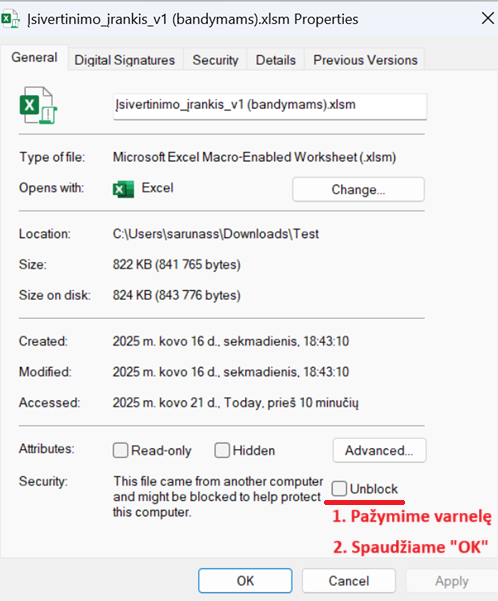 Įsivertinimo_įrankis_v1 (bandymams).xlsm Properties
General Digital Signatures Security Details Previous Versions
Įsivertinimo_įrankis_v1 (bandymams).xlsm
Type of file: Microsoft Excel Macro-Enabled Worksheet (.xlsm)
Opens with: Excel Change...
Location: C:\Users\sarunass\Downloads\Test
Size: 822 KB (841 765 bytes)
Size on disk: 824 KB (843 776 bytes)
Created: 2025 m. kovo 16 d., sekmadienis, 18:43:10
Modified: 2025 m. kovo 16 d., sekmadienis, 18:43:10
Accessed: 2025 m. kovo 21 d., Today, prieš 10 minučių
Attributes: Read-only Hidden Advanced...
Security: This file came from another computer
and might be blocked to help protect
this computer.
Unblock
1. Pažymime varnelę
2. Spaudžiame "OK"
OK Cancel Apply